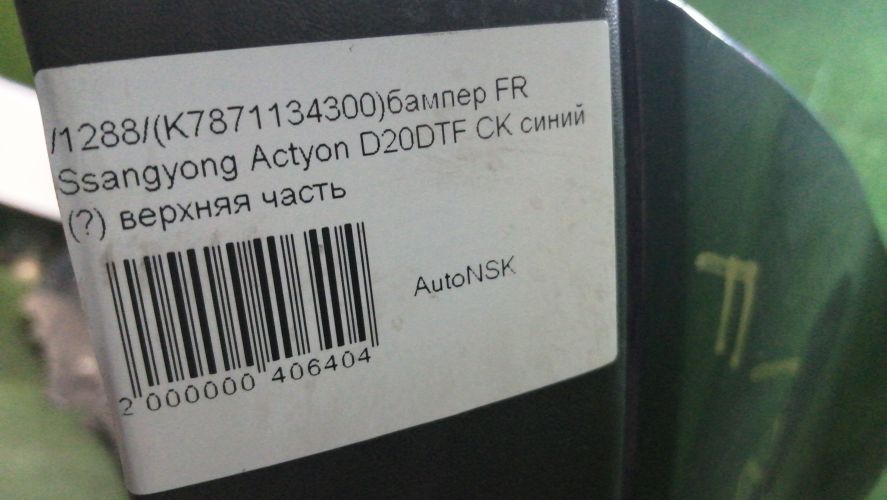 /1288/(K7871134300)бампер FR
Ssangyong Actyon D20DTF CK синий
(?) верхняя часть
AutoNSK
2 000000 406404